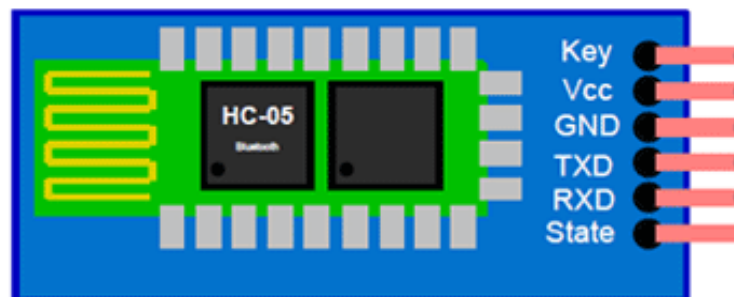 HC-05
Bluetooth
Key
Vcc
GND
TXD
RXD
State